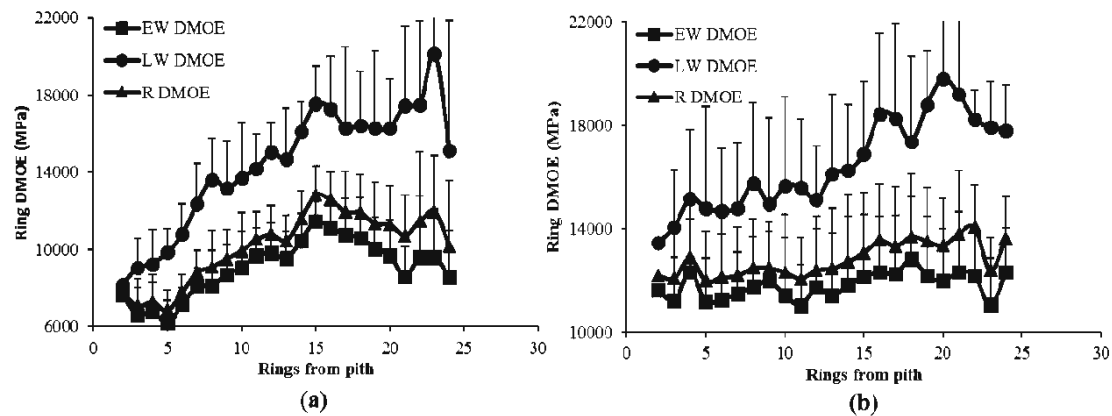 22000
EW DMOE
LW DMOE
18000
R DMOE
14000
10000
6000
Ring DMOE (MPa)
0 5 10 15 20 25 30
Rings from pith
(a)
22000
EW DMOE
LW DMOE
R DMOE
18000
14000
10000
Ring DMOE (MPa)
0 5 10 15 20 25 30
Rings from pith
(b)